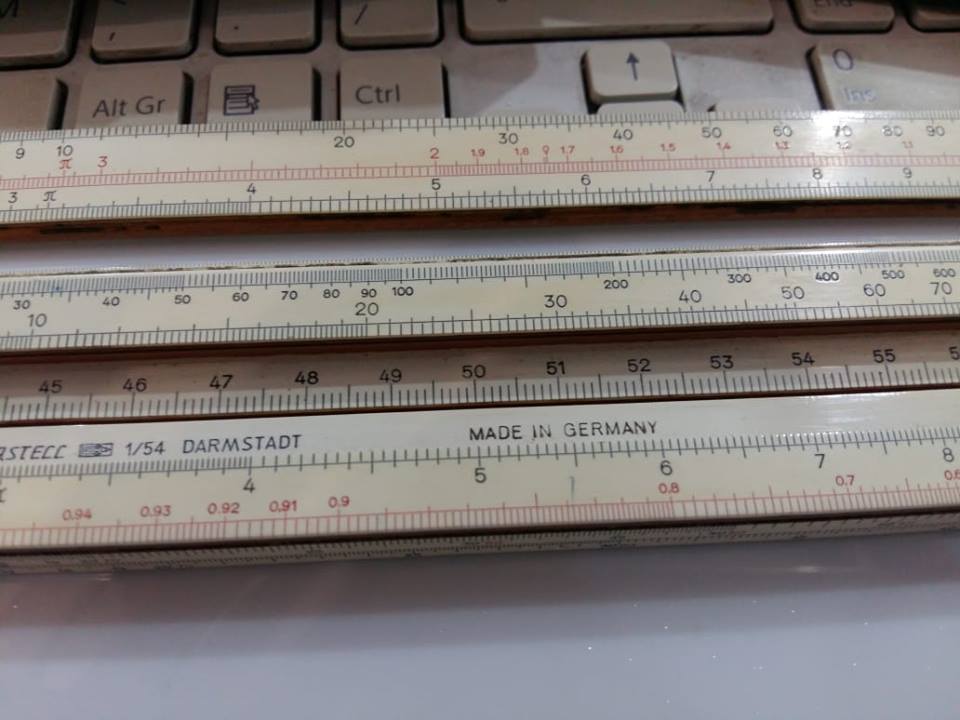 M , . / End
Alt Gr Ctrl ↑ 0 Ins
9 10 20 30 40 50 60 70 80 90
π 3 2 1,9 1,8 1,7 1,6 1,5 1,4 1,3 1,2 1,1
3 π 4 5 6 7 8 9
30 40 50 60 70 80 90 100 200 300 400 500 600
10 20 30 40 50 60 70
45 46 47 48 49 50 51 52 53 54 55
RSTELL 1/54 DARMSTADT MADE IN GERMANY
4 5 6 7 8
0.94 0.93 0.92 0.91 0.9 0.8 0.7